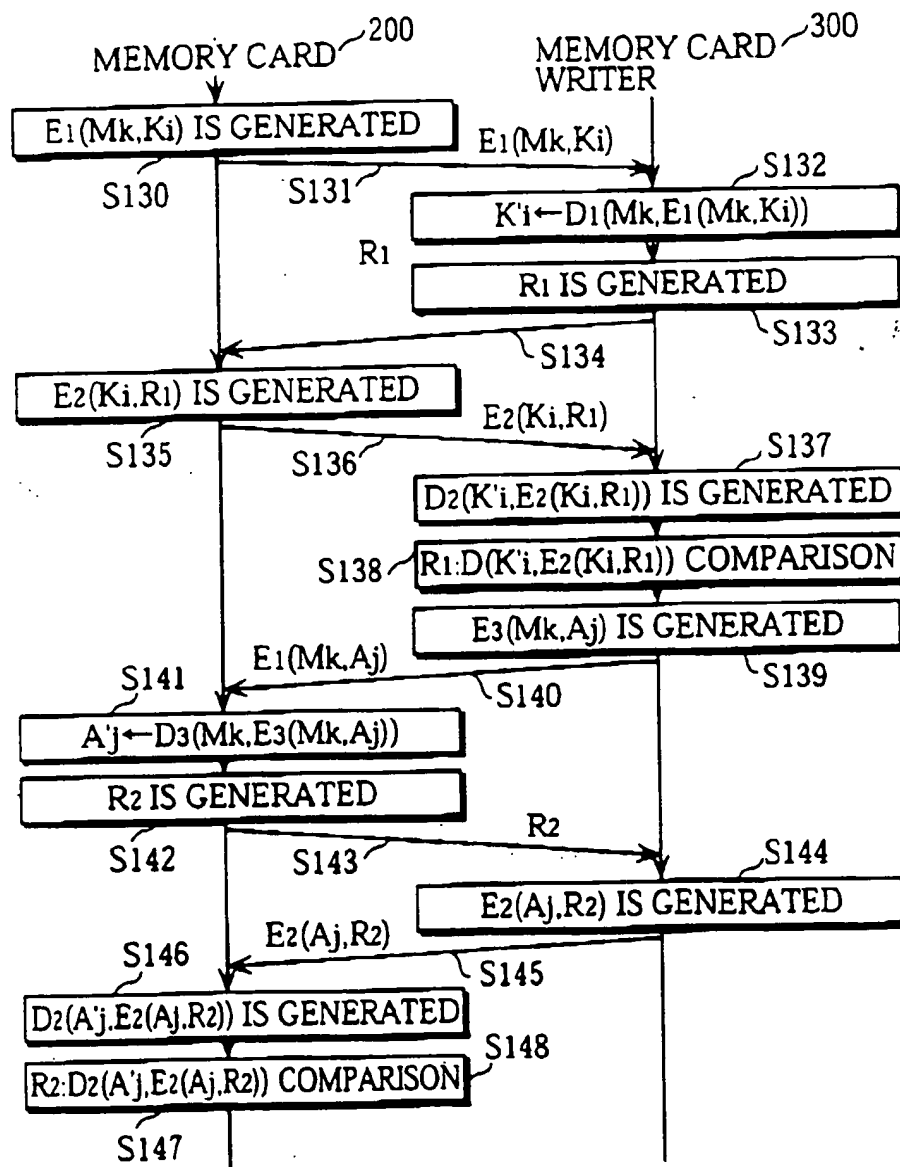 MEMORY CARD 200
MEMORY CARD WRITER 300
E1(Mk,Ki) IS GENERATED
S130
S131
E1(Mk,Ki)
S132
K'i←D1(Mk,E1(Mk,Ki))
R1
R1 IS GENERATED
S133
S134
E2(Ki,R1) IS GENERATED
S135
S136
E2(Ki,R1)
S137
D2(K'i,E2(Ki,R1)) IS GENERATED
S138
R1:D(K'i,E2(Ki,R1)) COMPARISON
E3(Mk,Aj) IS GENERATED
S139
E1(Mk,Aj)
S140
S141
A'j←D3(Mk,E3(Mk,Aj))
R2 IS GENERATED
S142
S143
R2
S144
E2(Aj,R2) IS GENERATED
E2(Aj,R2)
S145
S146
D2(A'j,E2(Aj,R2)) IS GENERATED
S148
R2:D2(A'j,E2(Aj,R2)) COMPARISON
S147